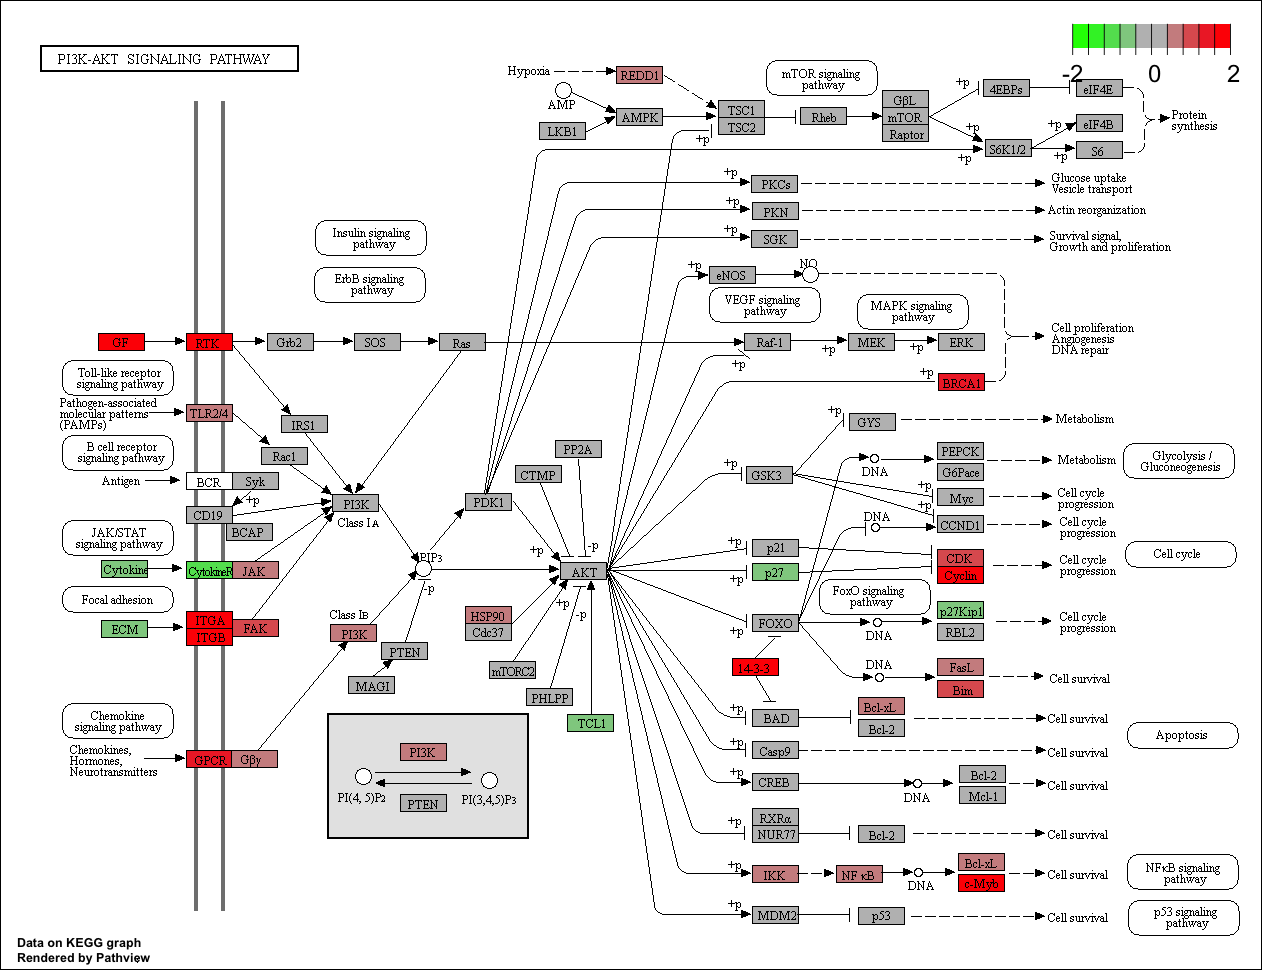 PI3K-AKT SIGNALING PATHWAY
-2 0 2
Hypoxia
REDD1
mTOR signaling
pathway
AMP
LKB1
AMPK
TSC1
TSC2
+p
Rheb
GβL
mTOR
Raptor
+p
4EBPs
eIF4E
+p
S6K1/2
+p
+p
eIF4B
+p
S6
Protein
synthesis
+p
PKCs
Glucose uptake
Vesicle transport
+p
PKN
Actin reorganization
+p
SGK
Survival signal,
Growth and proliferation
Insulin signaling
pathway
ErbB signaling
pathway
+p
eNOS
NO
VEGF signaling
pathway
MAPK signaling
pathway
GF
RTK
Grb2
SOS
Ras
Raf-1
+p
+p
MEK
+p
ERK
Cell proliferation
Angiogenesis
DNA repair
+p
BRCA1
Toll-like receptor
signaling pathway
Pathogen-associated
molecular patterns
(PAMPs)
TLR2/4
IRS1
B cell receptor
signaling pathway
Rac1
Antigen
BCR
Syk
+p
CD19
BCAP
PI3K
Class IA
PDK1
CTMP
PP2A
+p
-p
AKT
+p
-p
+p
GYS
Metabolism
+p
GSK3
DNA
PEPCK
G6Pace
Metabolism
Glycolysis /
Gluconeogenesis
+p
Myc
Cell cycle
progression
+p
DNA
CCND1
Cell cycle
progression
Cell cycle
JAK/STAT
signaling pathway
Cytokine
CytokineR
JAK
PIP3
-p
+p
p21
+p
p27
CDK
Cyclin
Cell cycle
progression
Focal adhesion
ECM
ITGA
ITGB
FAK
Class IB
PI3K
PTEN
MAGI
HSP90
Cdc37
mTORC2
PHLPP
TCL1
FoxO signaling
pathway
+p
FOXO
DNA
p27Kip1
RBL2
Cell cycle
progression
14-3-3
DNA
FasL
Bim
Cell survival
Chemokine
signaling pathway
Chemokines,
Hormones,
Neurotransmitters
GPCR
Gβγ
PI3K
PI(4, 5)P2
PI(3,4,5)P3
PTEN
+p
BAD
Bcl-xL
Bcl-2
Cell survival
Apoptosis
+p
Casp9
Cell survival
+p
CREB
DNA
Bcl-2
Mcl-1
Cell survival
+p
RXRα
NUR77
Bcl-2
Cell survival
+p
IKK
NFκB
DNA
Bcl-xL
c-Myb
Cell survival
NFκB signaling
pathway
+p
MDM2
p53
Cell survival
p53 signaling
pathway
Data on KEGG graph
Rendered by Pathview